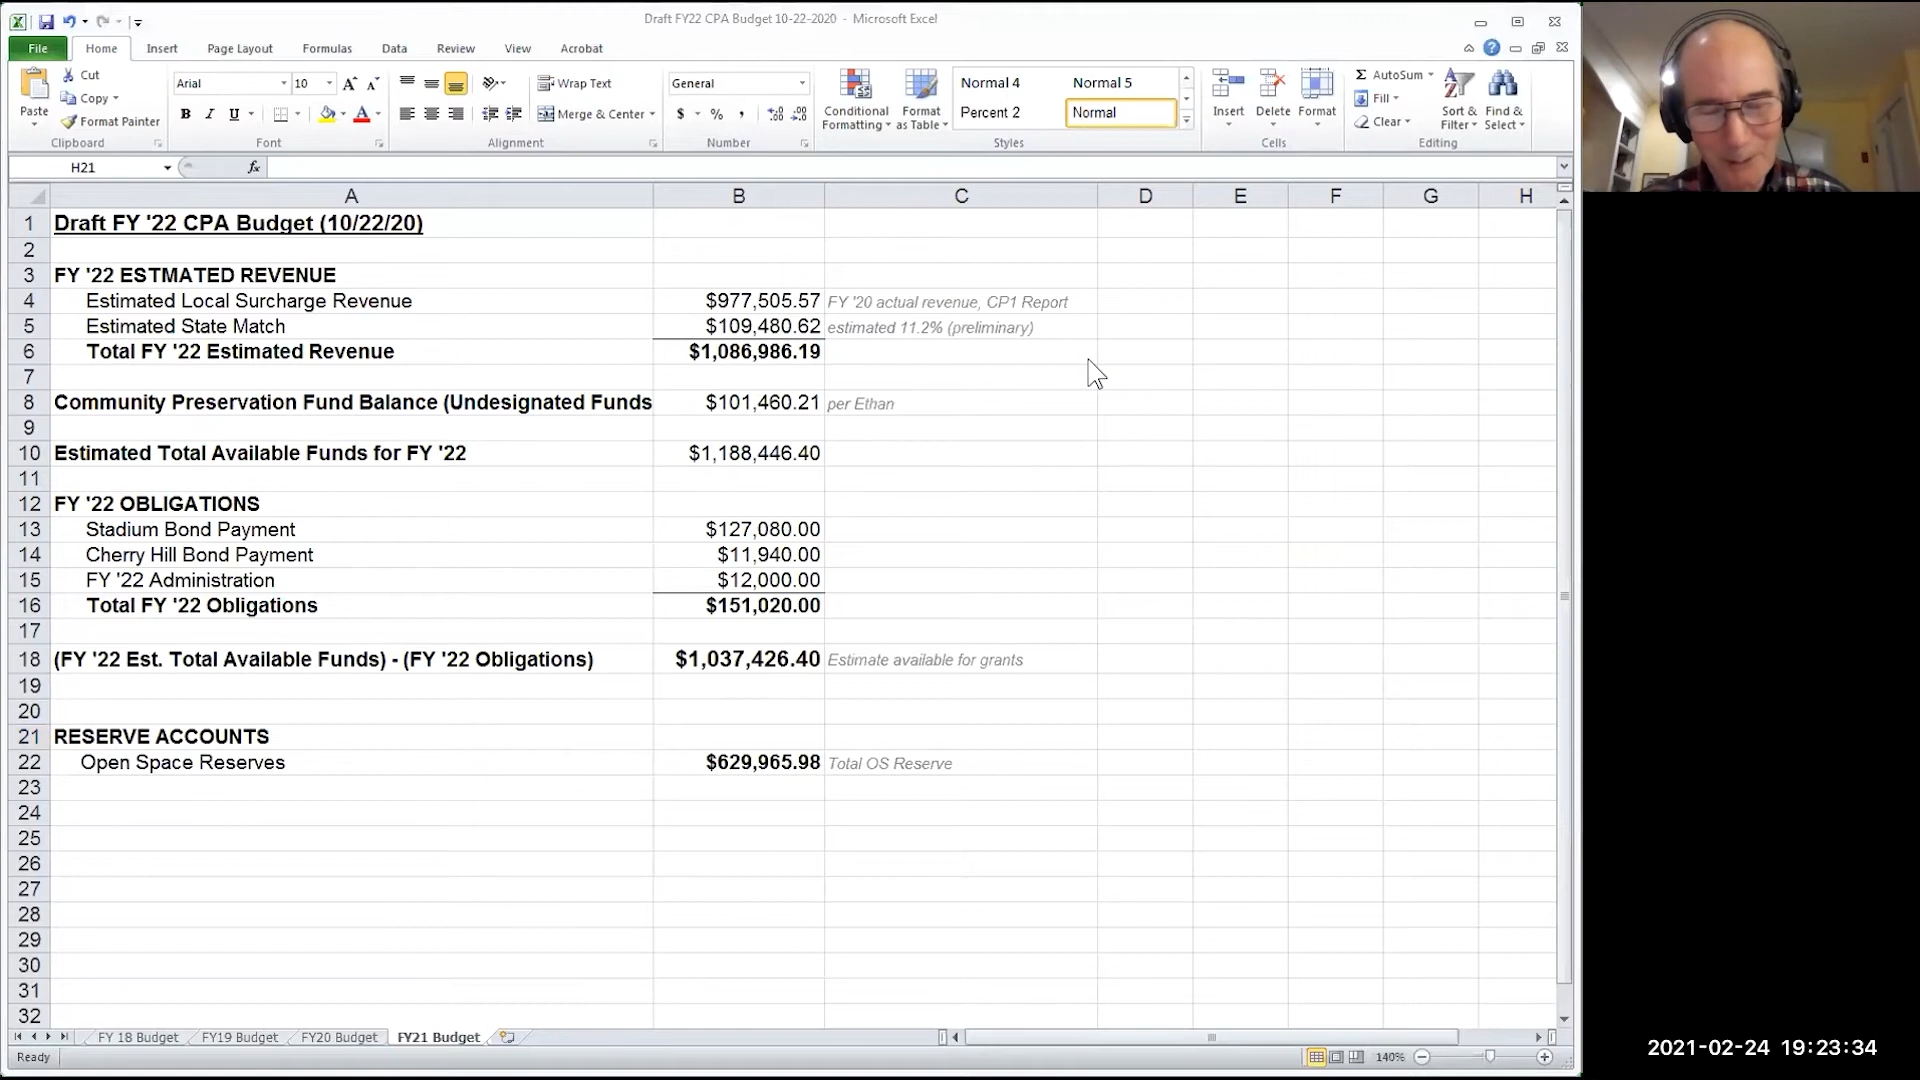 Draft FY22 CPA Budget 10-22-2020 - Microsoft Excel
File Home Insert Page Layout Formulas Data Review View Acrobat
Paste
Cut
Copy
Format Painter
Clipboard
Arial 10
B I U
Font
Wrap Text
Merge & Center
Alignment
General
$ % ,
Number
Conditional Formatting
Format as Table
Normal 4 Normal 5
Percent 2 Normal
Styles
Insert Delete Format
Cells
Σ AutoSum
Fill
Clear
Sort & Filter
Find & Select
Editing
H21 fx
A B C D E F G H
1 Draft FY '22 CPA Budget (10/22/20)
2
3 FY '22 ESTMATED REVENUE
4 Estimated Local Surcharge Revenue $977,505.57 FY '20 actual revenue, CP1 Report
5 Estimated State Match $109,480.62 estimated 11.2% (preliminary)
6 Total FY '22 Estimated Revenue $1,086,986.19
7
8 Community Preservation Fund Balance (Undesignated Funds $101,460.21 per Ethan
9
10 Estimated Total Available Funds for FY '22 $1,188,446.40
11
12 FY '22 OBLIGATIONS
13 Stadium Bond Payment $127,080.00
14 Cherry Hill Bond Payment $11,940.00
15 FY '22 Administration $12,000.00
16 Total FY '22 Obligations $151,020.00
17
18 (FY '22 Est. Total Available Funds) - (FY '22 Obligations) $1,037,426.40 Estimate available for grants
19
20
21 RESERVE ACCOUNTS
22 Open Space Reserves $629,965.98 Total OS Reserve
23
24
25
26
27
28
29
30
31
32
FY 18 Budget FY19 Budget FY20 Budget FY21 Budget
Ready 140%
2021-02-24 19:23:34